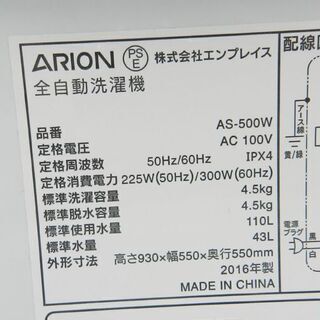 ARION PSE 株式会社エンプレイス
全自動洗濯機
品番 AS-500W
定格電圧 AC 100V
定格周波数 50Hz/60Hz IPX4
定格消費電力 225W(50Hz)/300W(60Hz)
標準洗濯容量 4.5kg
標準脱水容量 4.5kg
標準使用水量 110L
標準水量 43L
外形寸法 高さ930×幅550×奥行550mm
2016年製
MADE IN CHINA
配線
アース線
黄/緑
電源
プラグ
黒
白